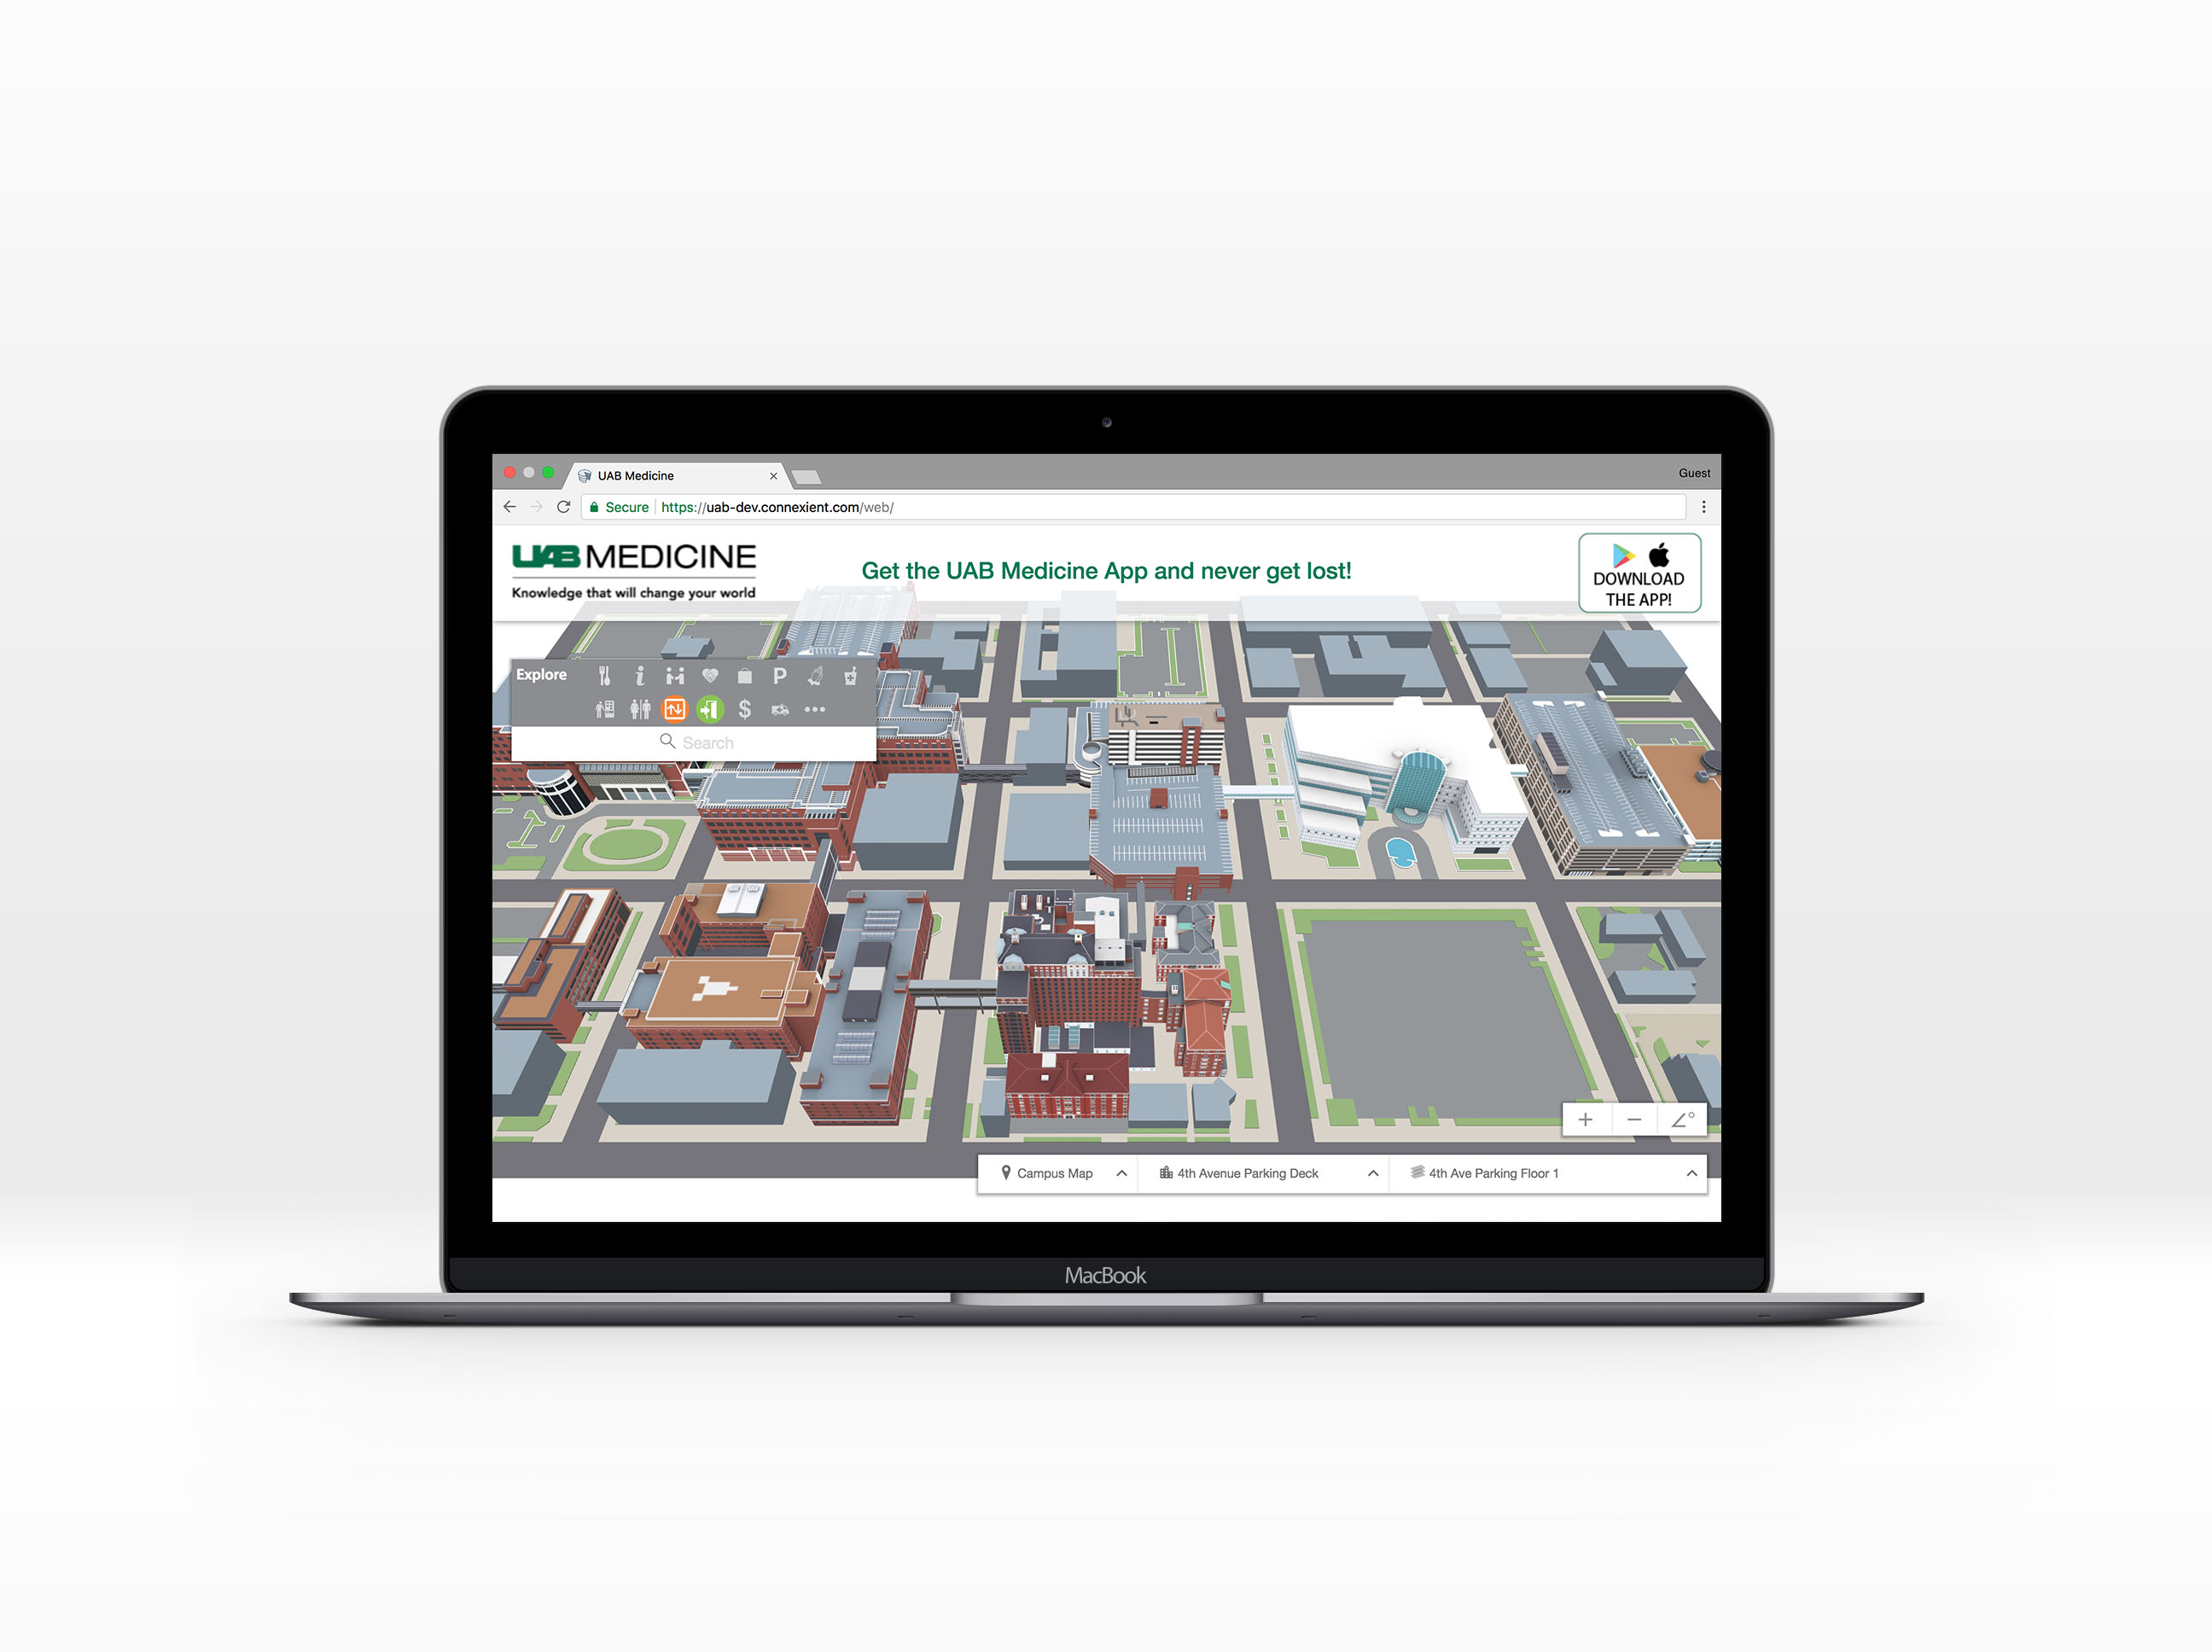 UAB Medicine
Guest
Secure https://uab-dev.connexient.com/web/
UAB MEDICINE
Knowledge that will change your world
Get the UAB Medicine App and never get lost!
DOWNLOAD
THE APP!
Explore
P
$
Search
Campus Map
4th Avenue Parking Deck
4th Ave Parking Floor 1
MacBook